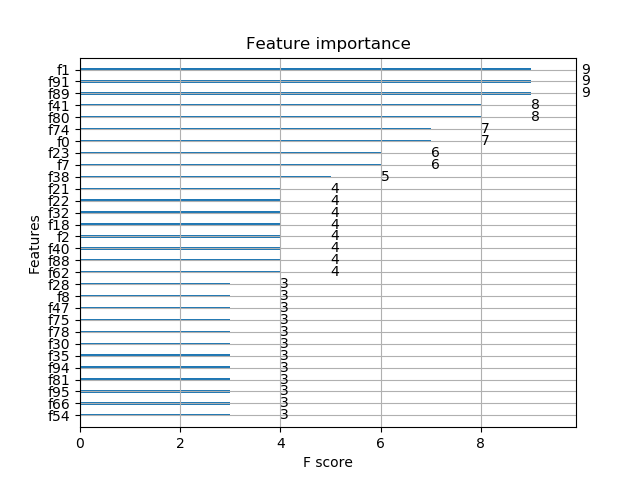 Feature importance
Features
f1 9
f91 9
f89 9
f41 8
f80 8
f74 7
f0 7
f23 6
f7 6
f38 5
f21 4
f22 4
f32 4
f18 4
f2 4
f40 4
f88 4
f62 4
f28 3
f8 3
f47 3
f75 3
f78 3
f30 3
f35 3
f94 3
f81 3
f95 3
f66 3
f54 3
0 2 4 6 8
F score